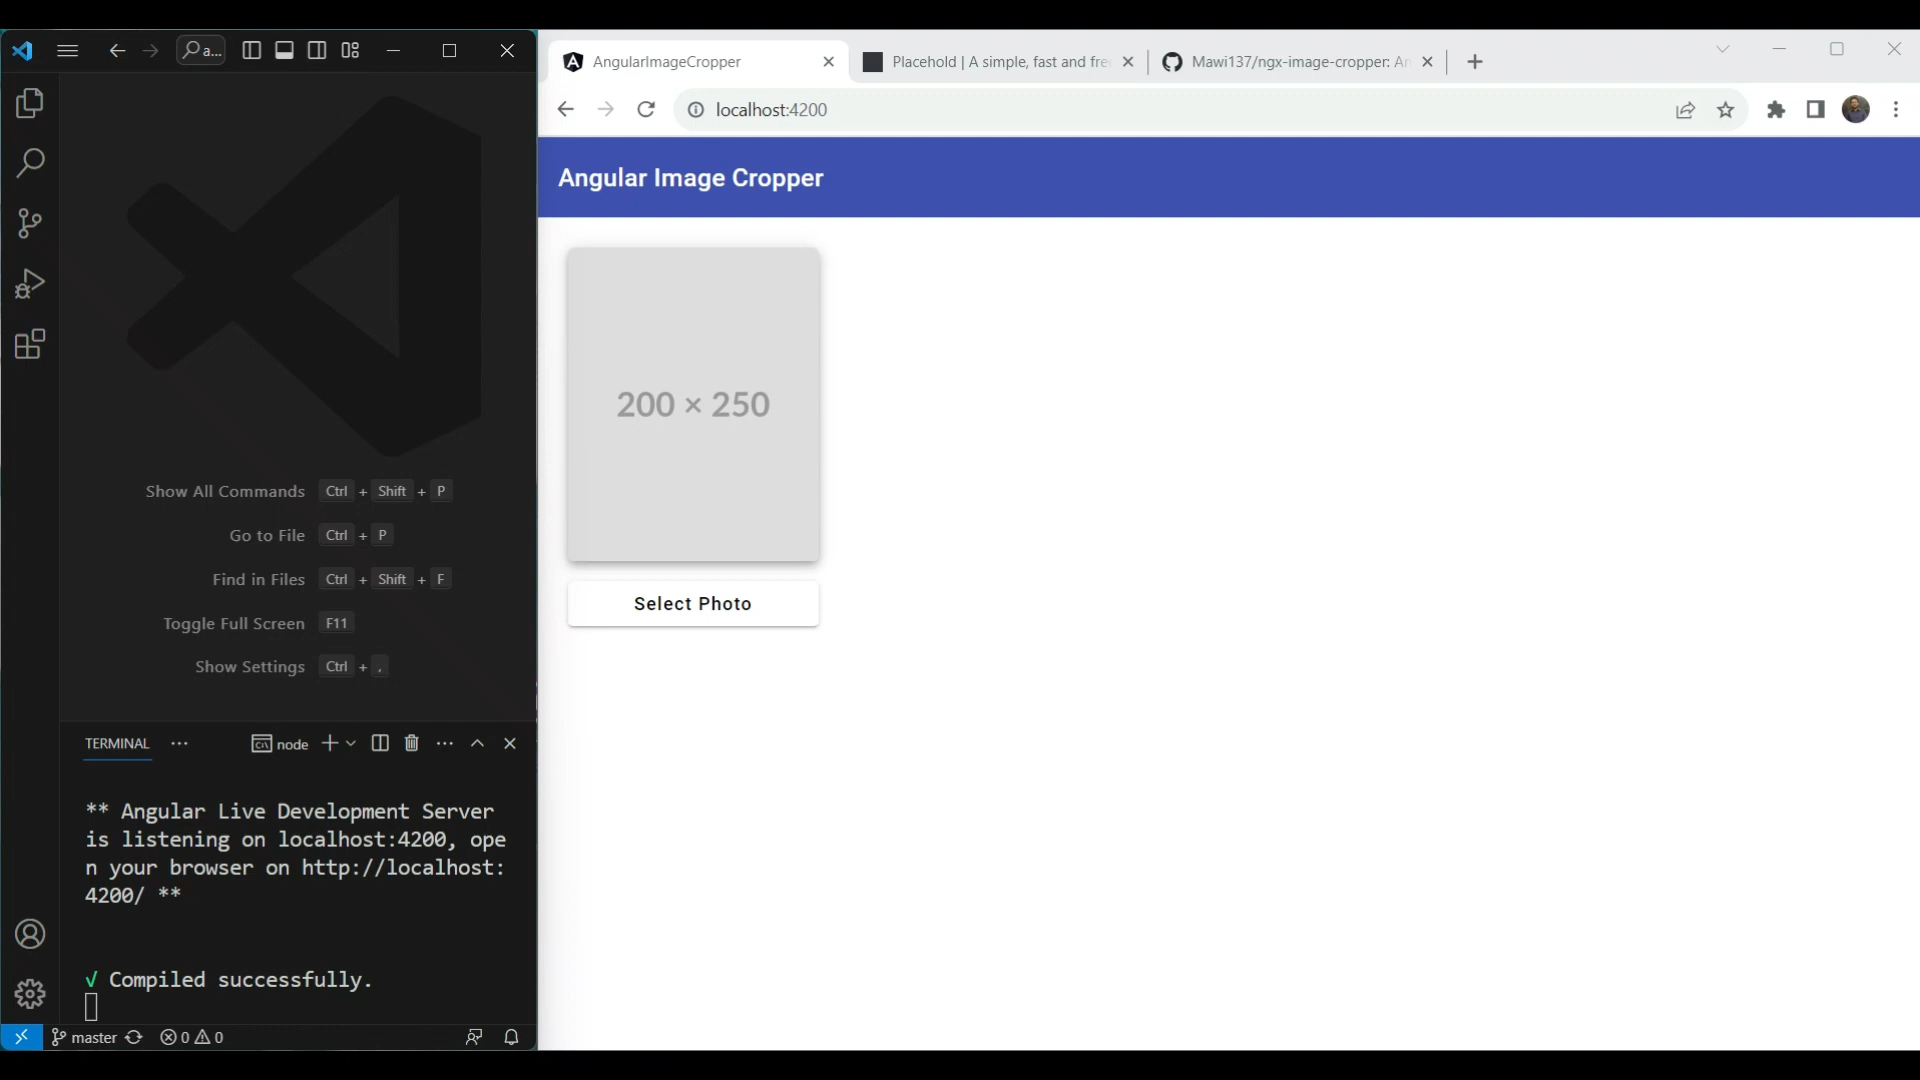 a...
Show All Commands Ctrl + Shift + P
Go to File Ctrl + P
Find in Files Ctrl + Shift + F
Toggle Full Screen F11
Show Settings Ctrl + ,
TERMINAL
node
** Angular Live Development Server
is listening on localhost:4200, ope
n your browser on http://localhost:
4200/ **
√ Compiled successfully.
master
0 0
AngularImageCropper
Placehold | A simple, fast and fre
Mawi137/ngx-image-cropper: An
localhost:4200
Angular Image Cropper
200 × 250
Select Photo